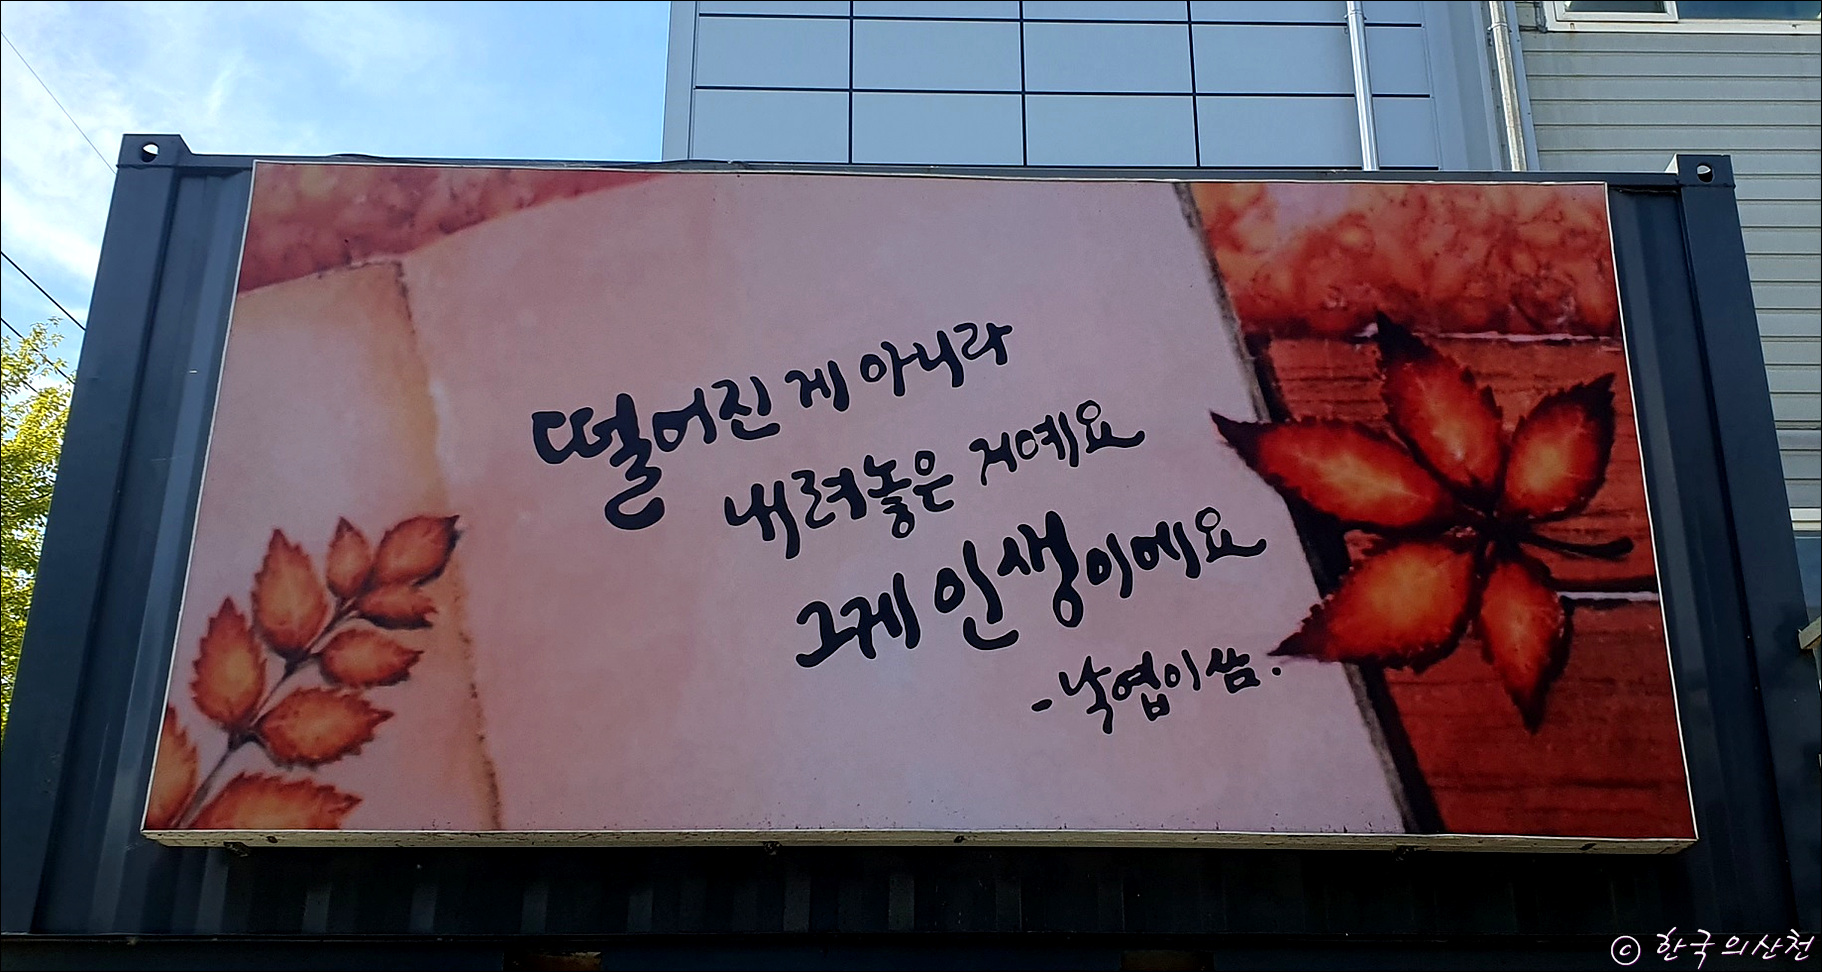 떨어진 게 아니라
내려놓은 거예요
그게 인생이에요
- 낙엽이 씀.
© 한국의산천